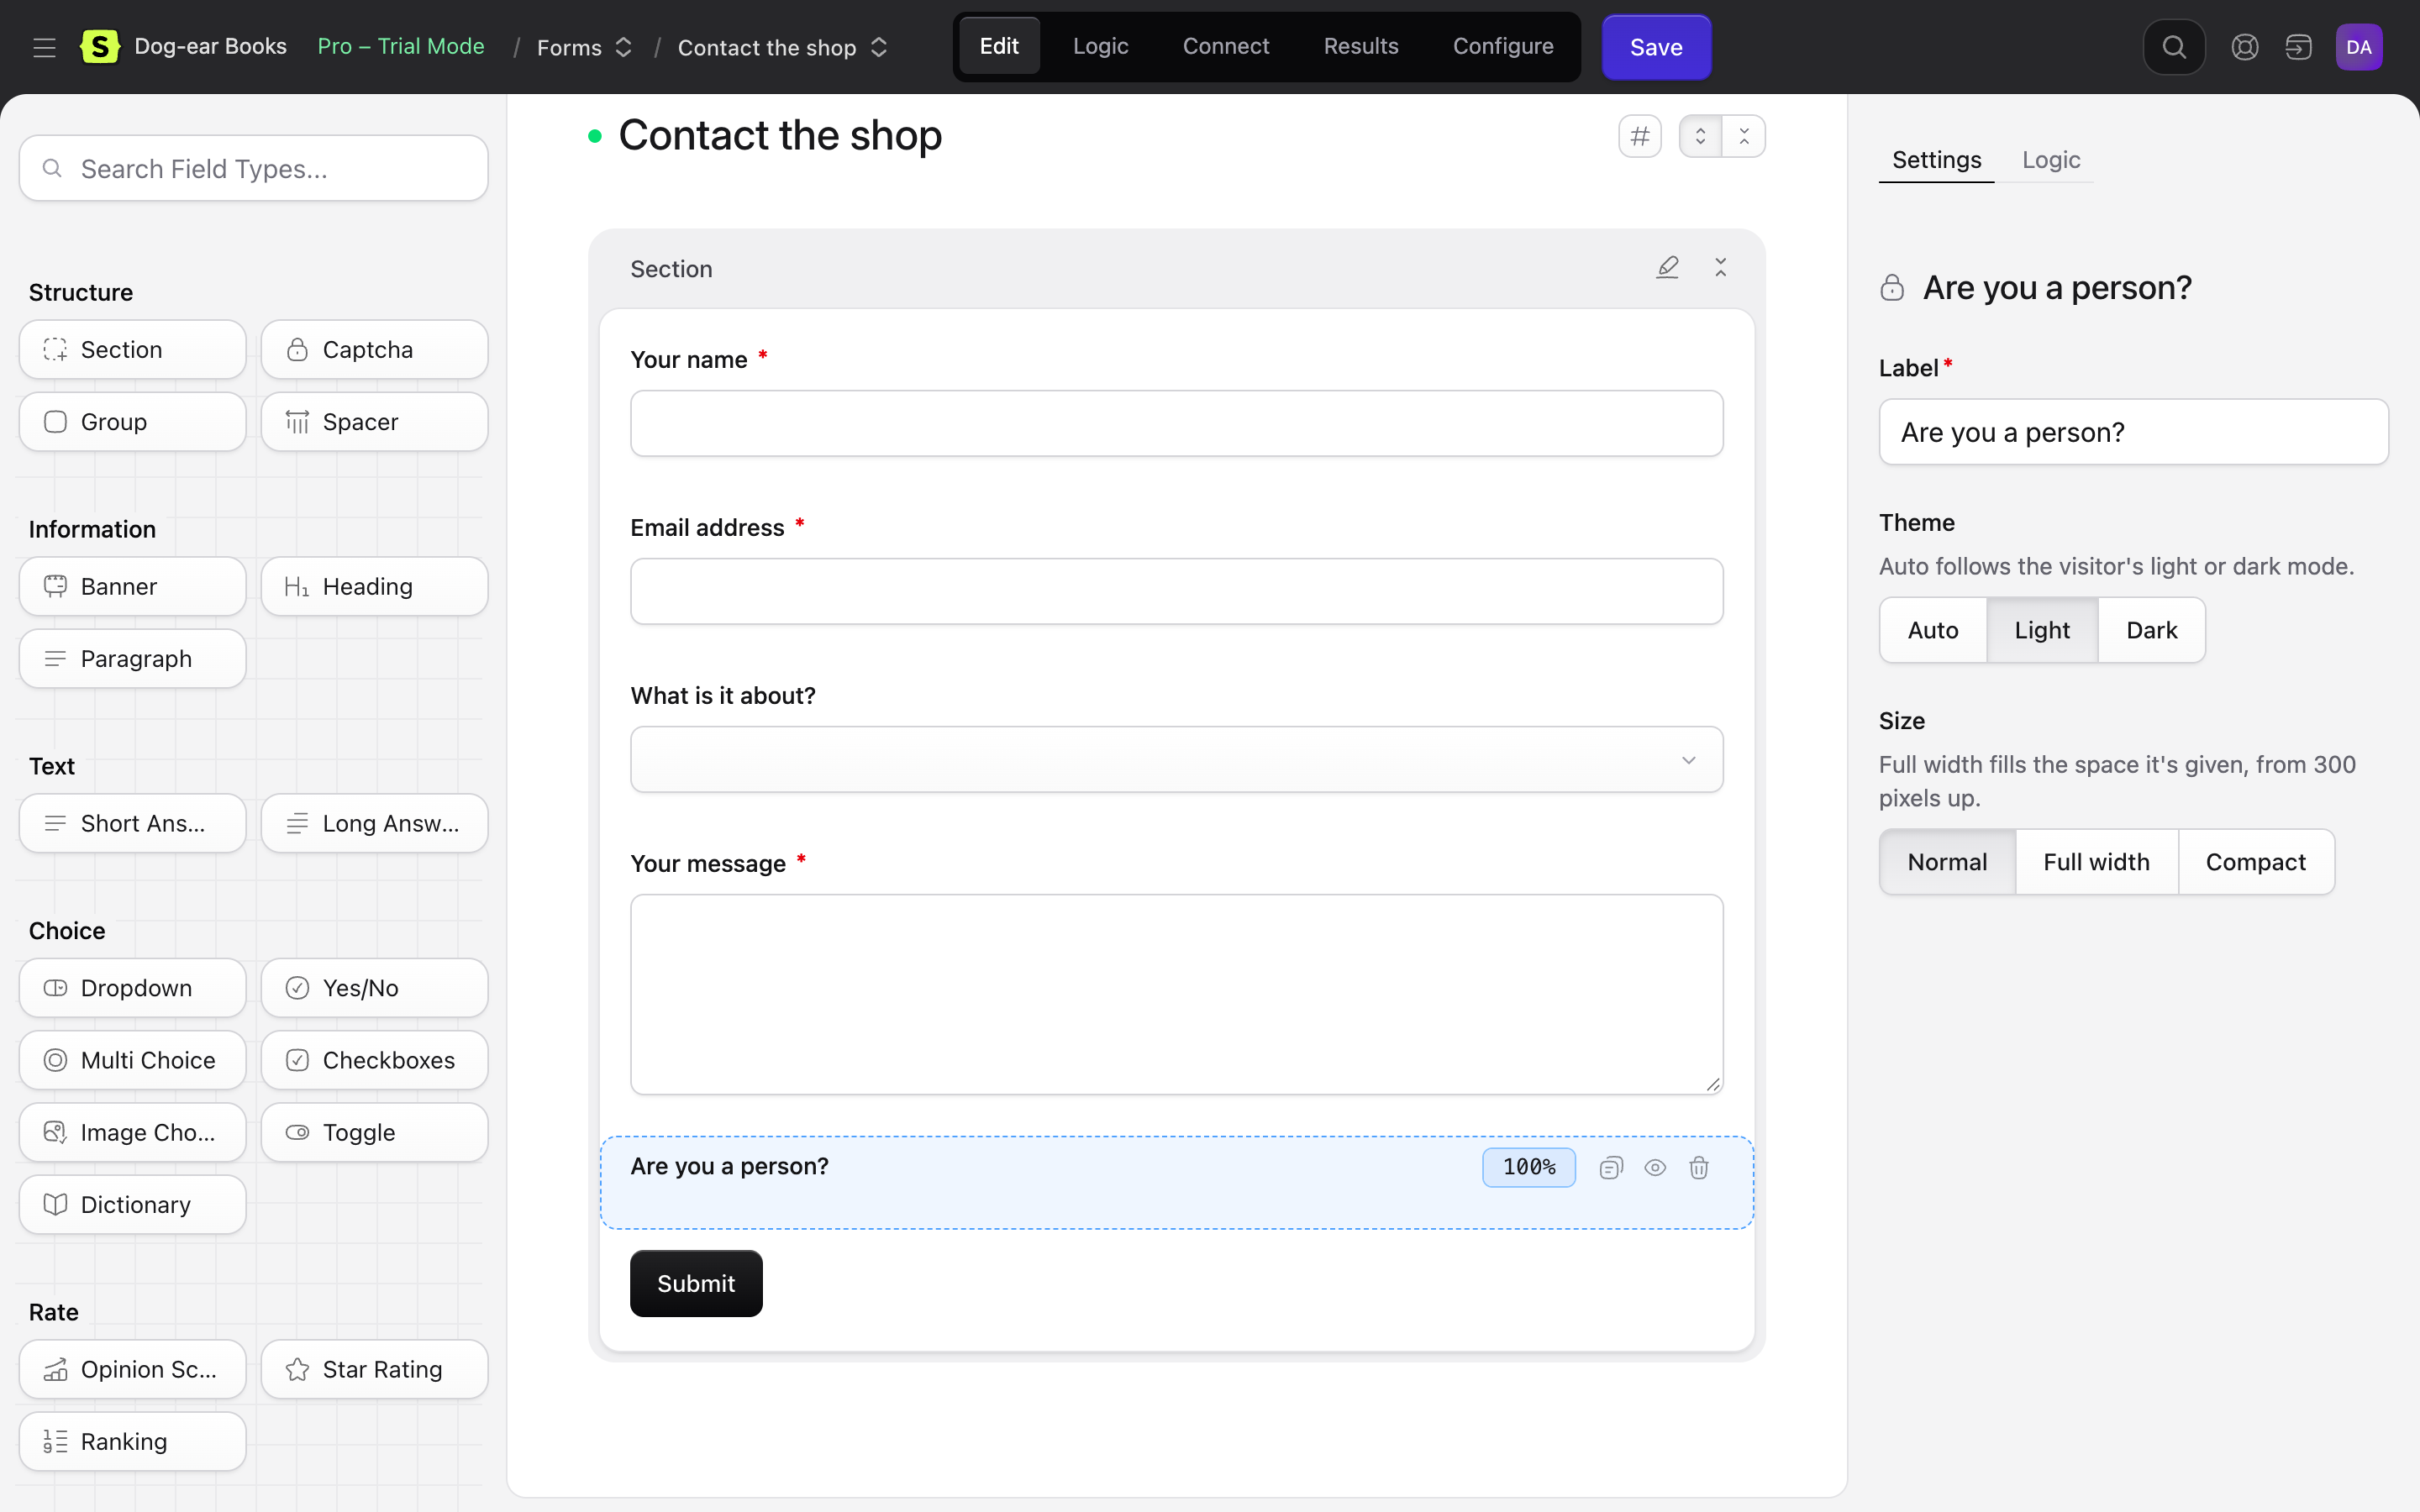 S Dog-ear Books Pro – Trial Mode / Forms / Contact the shop Edit Logic Connect Results Configure Save DA
Search Field Types...
Structure
Section Captcha
Group Spacer
Information
Banner H1 Heading
Paragraph
Text
Short Ans... Long Answ...
Choice
Dropdown Yes/No
Multi Choice Checkboxes
Image Cho... Toggle
Dictionary
Rate
Opinion Sc... Star Rating
Ranking
Contact the shop
Section
Your name *
Email address *
What is it about?
Your message *
Are you a person? 100%
Submit
Settings Logic
Are you a person?
Label*
Are you a person?
Theme
Auto follows the visitor's light or dark mode.
Auto Light Dark
Size
Full width fills the space it's given, from 300
pixels up.
Normal Full width Compact